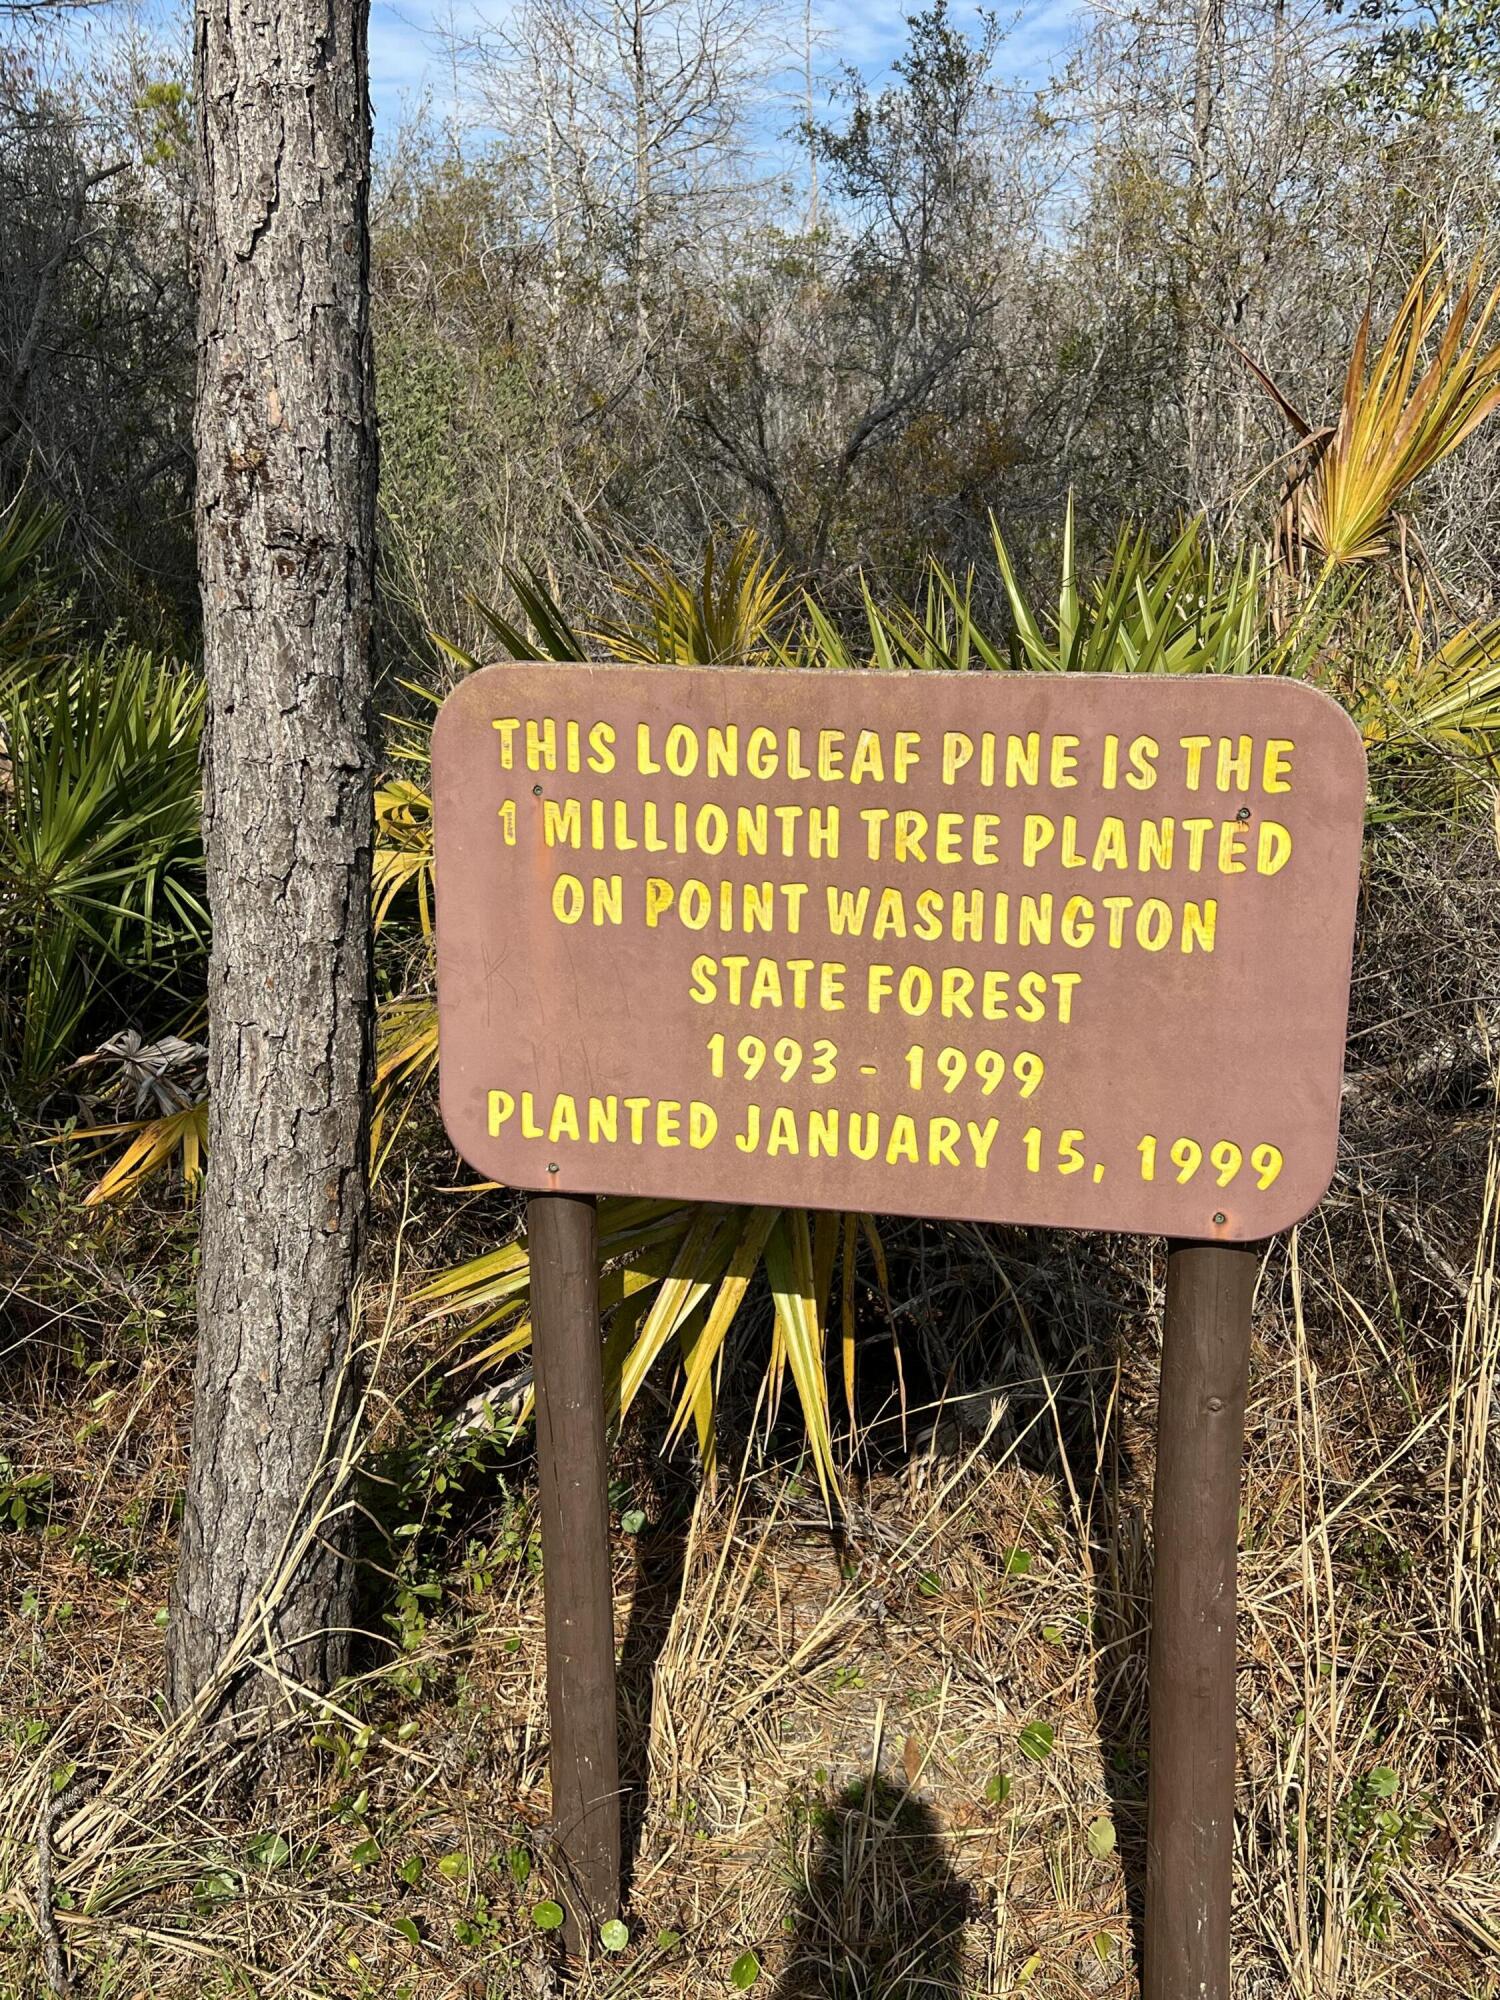 THIS LONGLEAF PINE IS THE
1 MILLIONTH TREE PLANTED
ON POINT WASHINGTON
STATE FOREST
1993 - 1999
PLANTED JANUARY 15, 1999